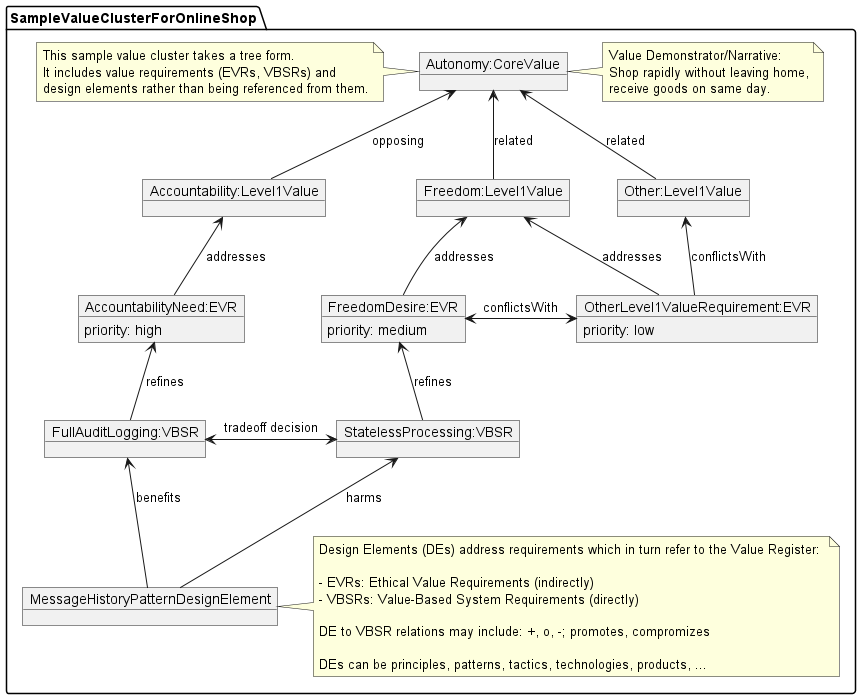 SampleValueClusterForOnlineShop
This sample value cluster takes a tree form.
It includes value requirements (EVRs, VBSRs) and
design elements rather than being referenced from them.
Autonomy:CoreValue
Value Demonstrator/Narrative:
Shop rapidly without leaving home,
receive goods on same day.
opposing
related
related
Accountability:Level1Value
Freedom:Level1Value
Other:Level1Value
addresses
addresses
addresses
conflictsWith
AccountabilityNeed:EVR
priority: high
FreedomDesire:EVR
priority: medium
conflictsWith
OtherLevel1ValueRequirement:EVR
priority: low
refines
refines
FullAuditLogging:VBSR
tradeoff decision
StatelessProcessing:VBSR
benefits
harms
MessageHistoryPatternDesignElement
Design Elements (DEs) address requirements which in turn refer to the Value Register:
- EVRs: Ethical Value Requirements (indirectly)
- VBSRs: Value-Based System Requirements (directly)
DE to VBSR relations may include: +, o, -; promotes, compromizes
DEs can be principles, patterns, tactics, technologies, products, ...